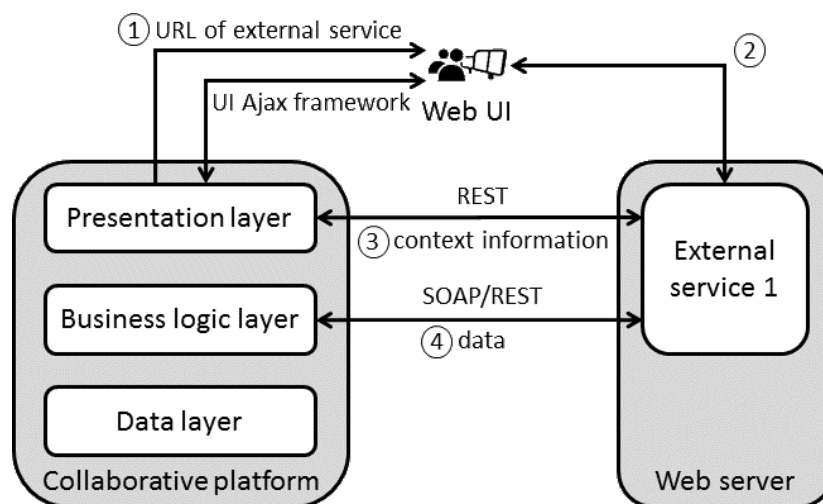 ① URL of external service
②
UI Ajax framework
Web UI
Presentation layer
REST
③ context information
External
service 1
Business logic layer
SOAP/REST
④ data
Data layer
Collaborative platform
Web server